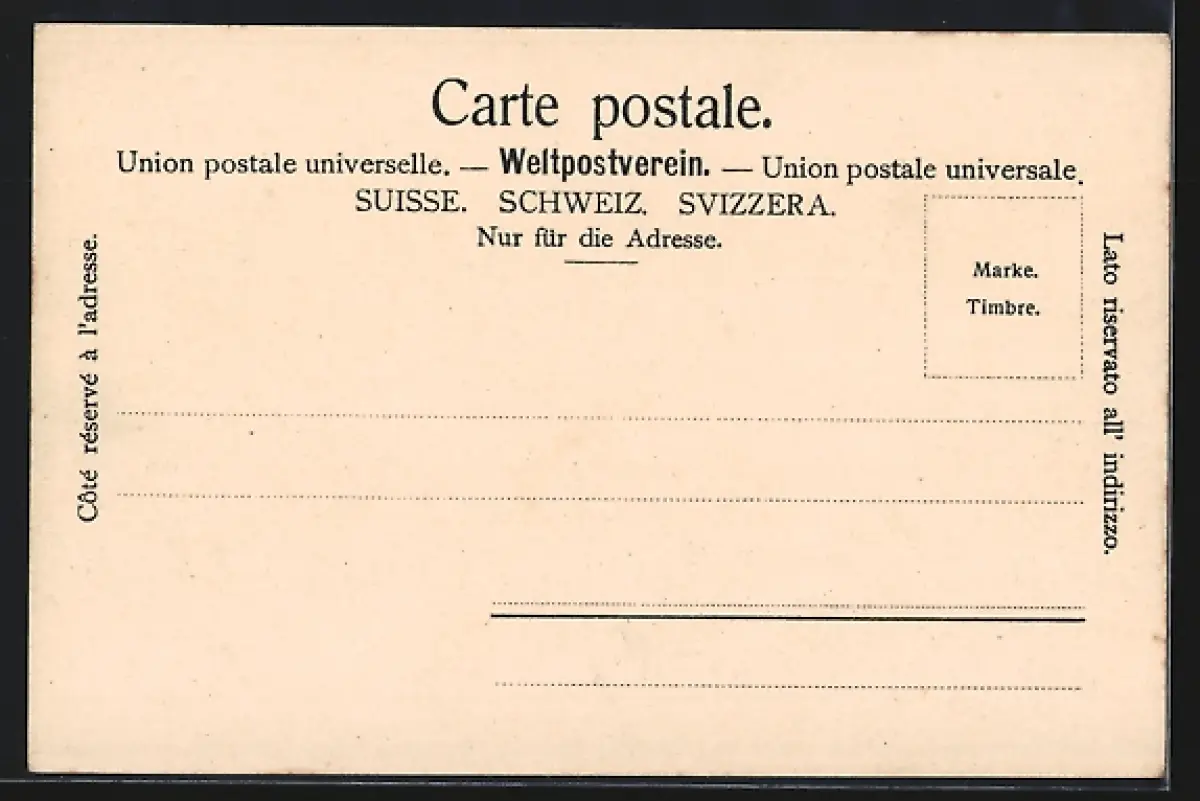 Carte postale.
Union postale universelle. — Weltpostverein. — Union postale universale.
SUISSE. SCHWEIZ. SVIZZERA.
Nur für die Adresse.
Marke.
Timbre.
Côté réservé à l'adresse.
Lato riservato all' indirizzo.